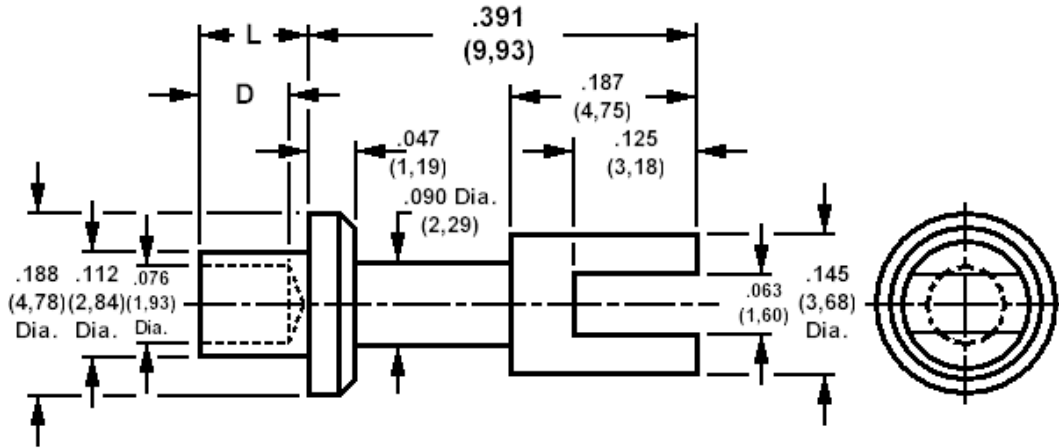 L
.391
(9,93)
D
.187
(4,75)
.047
(1,19)
.125
(3,18)
.090 Dia.
(2,29)
.188
(4,78)
Dia.
.112
(2,84)
Dia.
.076
(1,93)
Dia.
.063
(1,60)
.145
(3,68)
Dia.